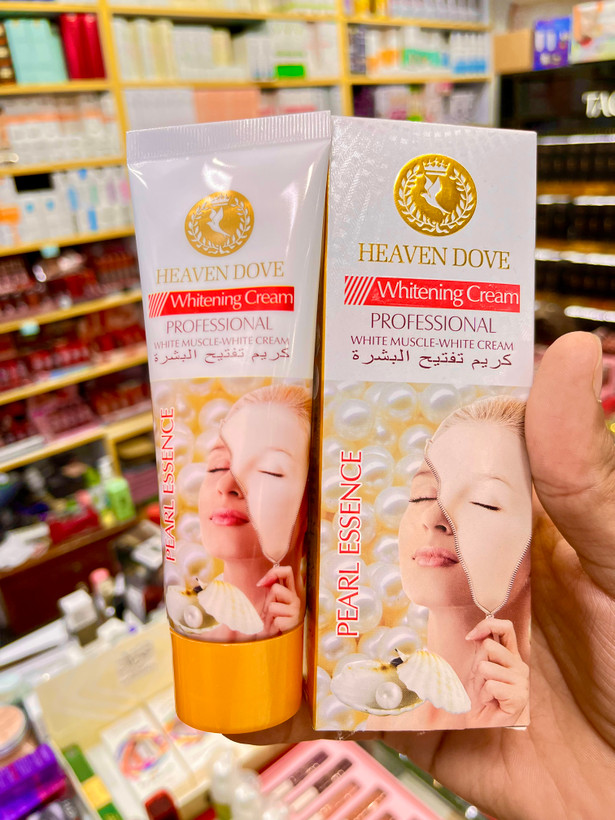 HEAVEN DOVE
Whitening Cream
PROFESSIONAL
WHITE MUSCLE-WHITE CREAM
كريم تفتيح البشرة
PEARL ESSENCE
HEAVEN DOVE
Whitening Cream
PROFESSIONAL
WHITE MUSCLE-WHITE CREAM
كريم تفتيح البشرة
PEARL ESSENCE